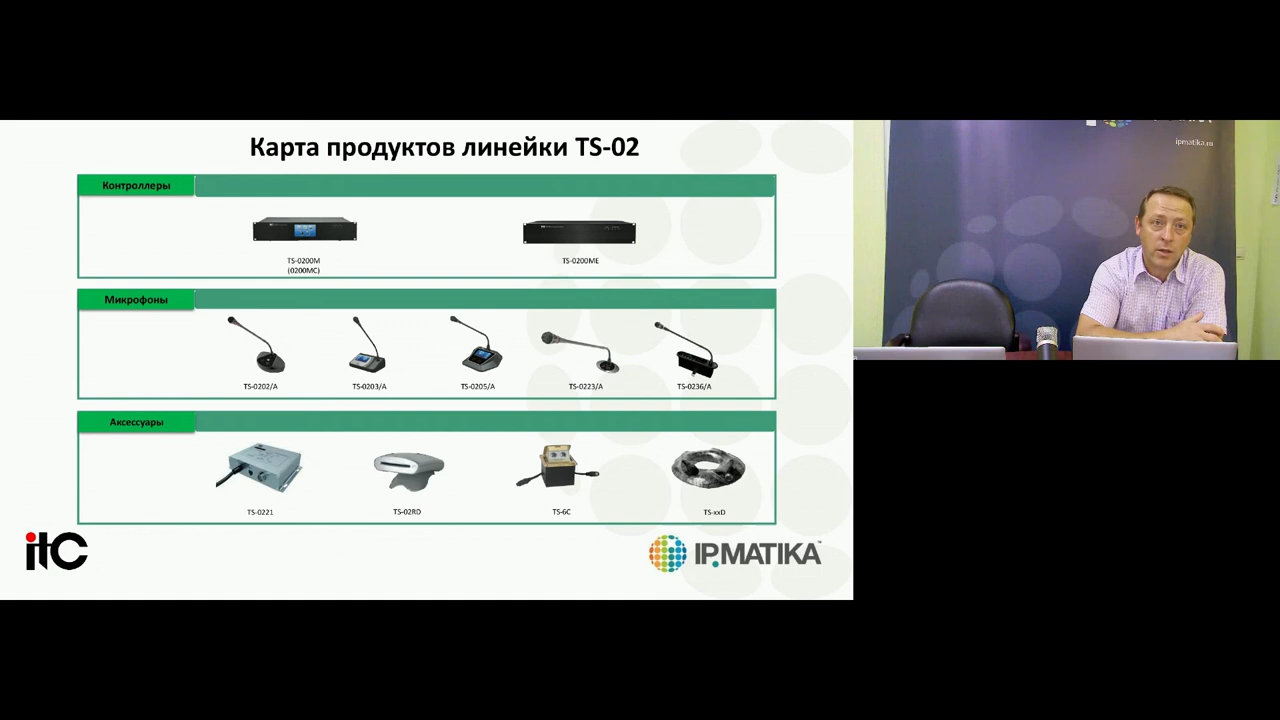 Карта продуктов линейки TS-02
Контроллеры
TS-0200M
(0200MC)
TS-0200ME
Микрофоны
TS-0202/A
TS-0203/A
TS-0205/A
TS-0223/A
TS-0236/A
Аксессуары
TS-0221
TS-02RD
TS-6C
TS-xxD
itC
IP.MATIKA™
ipmatika.ru